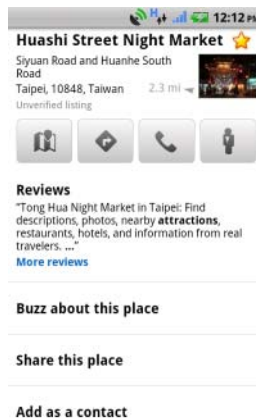 H
12:12 PM
Huashi Street Night Market
Siyuan Road and Huanhe South
Road
Taipei, 10848, Taiwan
2.3 mi
Unverified listing
Reviews
"Tong Hua Night Market in Taipei: Find
descriptions, photos, nearby attractions,
restaurants, hotels, and information from real
travelers. ..."
More reviews
Buzz about this place
Share this place
Add as a contact